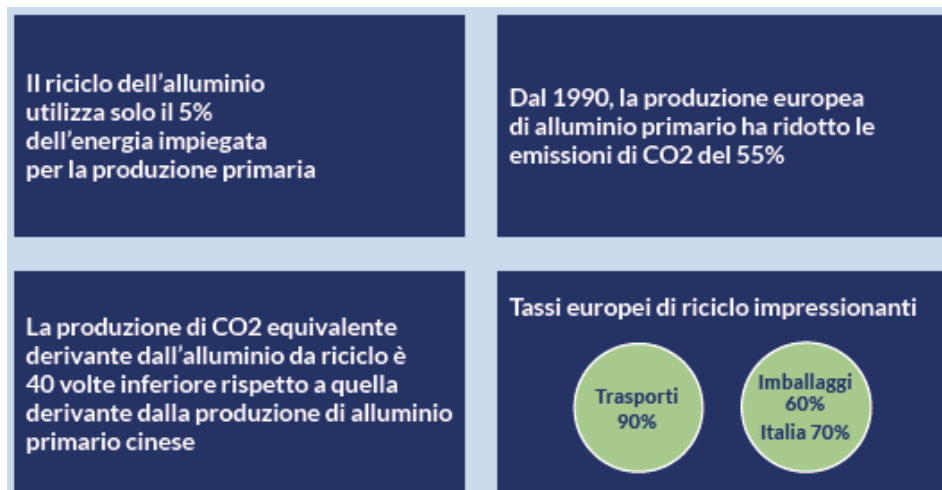 Il riciclo dell'alluminio
utilizza solo il 5%
dell'energia impiegata
per la produzione primaria
Dal 1990, la produzione europea
di alluminio primario ha ridotto le
emissioni di CO2 del 55%
La produzione di CO2 equivalente
derivante dall'alluminio da riciclo è
40 volte inferiore rispetto a quella
derivante dalla produzione di alluminio
primario cinese
Tassi europei di riciclo impressionanti
Trasporti
90%
Imballaggi
60%
Italia 70%